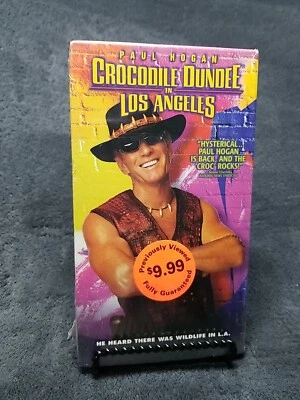 PAUL HOGAN
CROCODILE DUNDEE
IN
LOS ANGELES
"HYSTERICAL...
PAUL HOGAN
IS BACK, AND THE
CROC ROCKS!"
Previously Viewed
$9.99
Fully Guaranteed
HE HEARD THERE WAS WILDLIFE IN L.A.